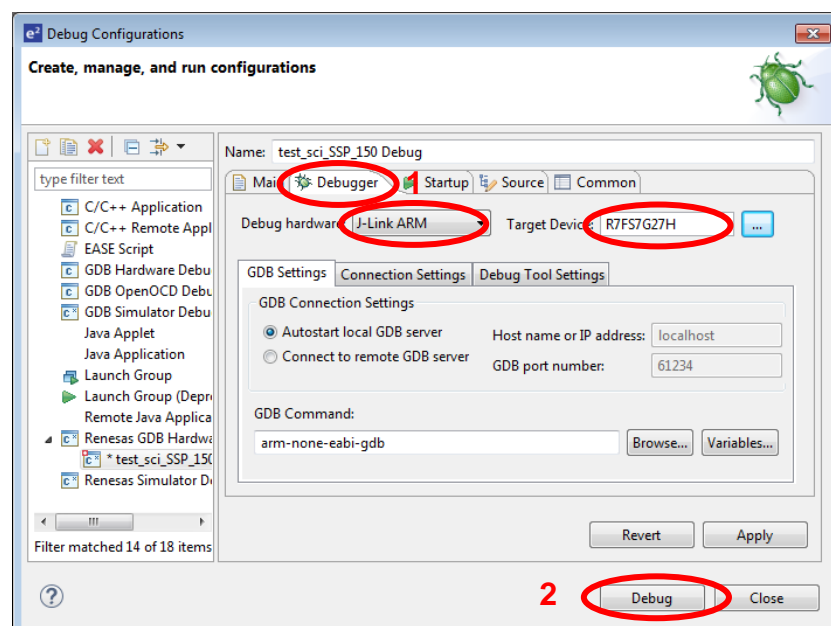 e² Debug Configurations
Create, manage, and run configurations
Name: test_sci_SSP_150 Debug
type filter text
Main Debugger 1 Startup Source Common
C/C++ Application
C/C++ Remote Appl
EASE Script
GDB Hardware Debu
GDB OpenOCD Debu
GDB Simulator Debu
Java Applet
Java Application
Launch Group
Launch Group (Depr
Remote Java Applica
Renesas GDB Hardwa
* test_sci_SSP_150
Renesas Simulator De
Filter matched 14 of 18 items
Debug hardware: J-Link ARM Target Device: R7FS7G27H ...
GDB Settings Connection Settings Debug Tool Settings
GDB Connection Settings
Autostart local GDB server
Connect to remote GDB server
Host name or IP address: localhost
GDB port number: 61234
GDB Command:
arm-none-eabi-gdb Browse... Variables...
Revert Apply
2 Debug Close